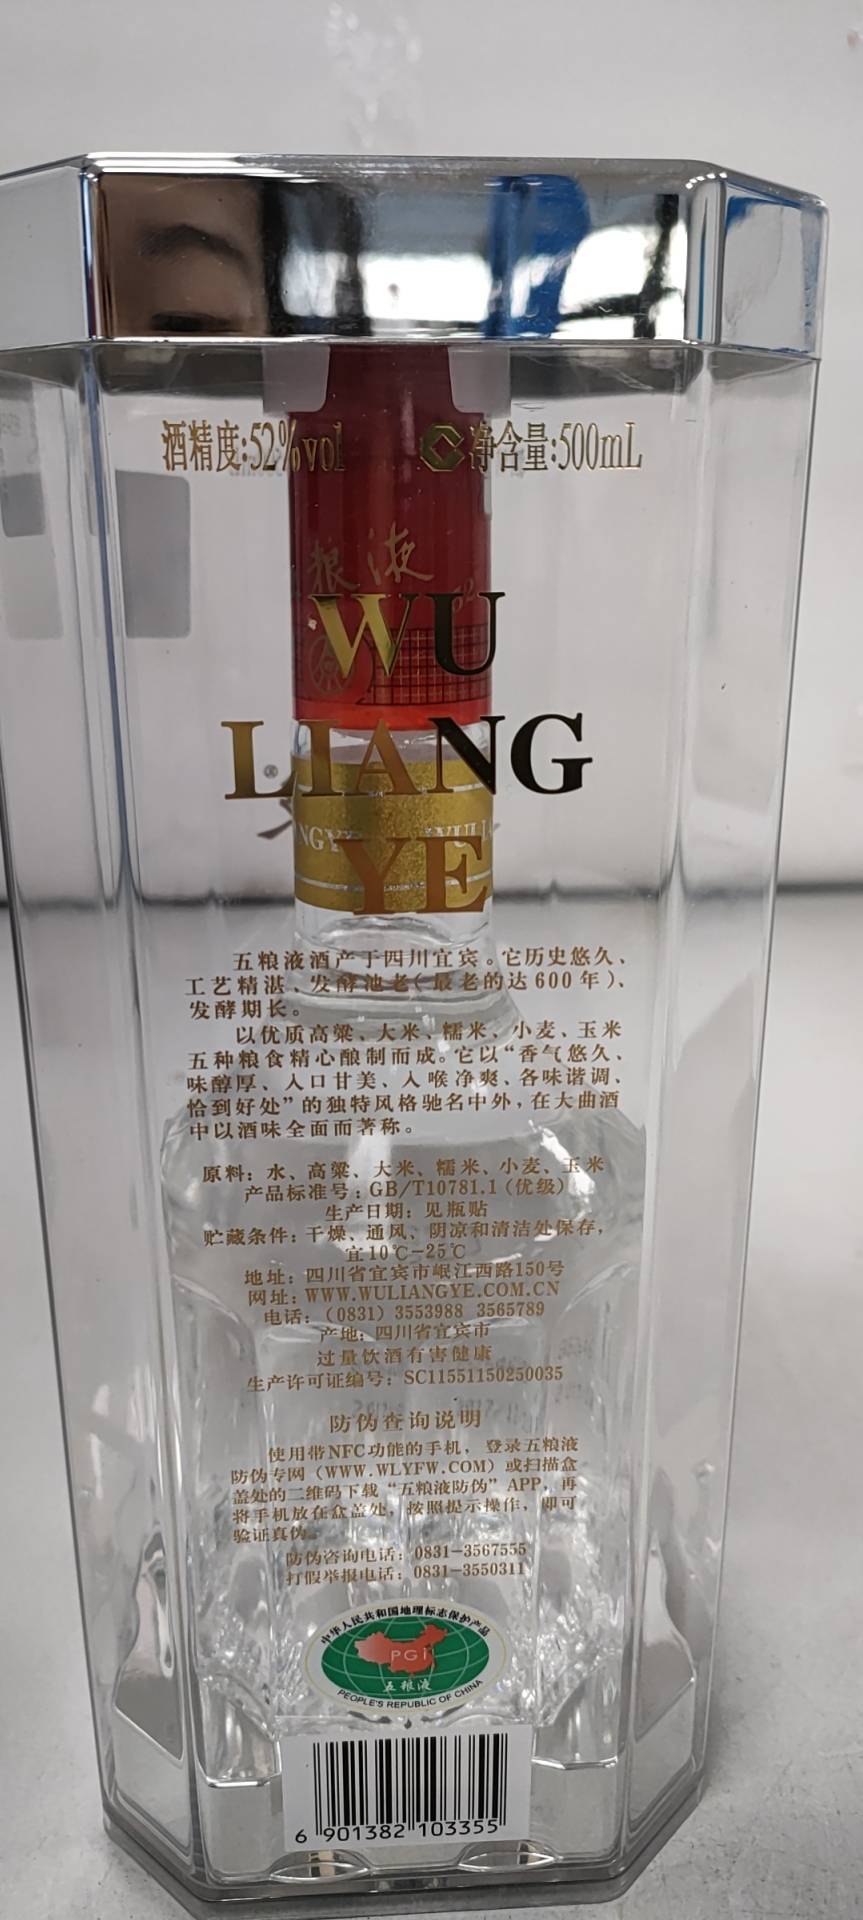 酒精度:52%vol 净含量:500mL
粮液
52
WU
LIANG
®
YE
五粮液酒产于四川宜宾。它历史悠久、
工艺精湛、发酵池老(最老的达600年)、
发酵期长。
以优质高粱、大米、糯米、小麦、玉米
五种粮食精心酿制而成。它以“香气悠久、
味醇厚、入口甘美、入喉净爽、各味谐调、
恰到好处”的独特风格驰名中外,在大曲酒
中以酒味全面而著称。
原料:水、高粱、大米、糯米、小麦、玉米
产品标准号:GB/T10781.1(优级)
生产日期:见瓶贴
贮藏条件:干燥、通风、阴凉和清洁处保存,
宜10℃-25℃
地址:四川省宜宾市岷江西路150号
网址:WWW.WULIANGYE.COM.CN
电话:(0831)3553988 3565789
产地:四川省宜宾市
过量饮酒有害健康
生产许可证编号:SC11551150250035
防伪查询说明
使用带NFC功能的手机,登录五粮液
防伪专网(WWW.WLYFW.COM)或扫描盒
盖处的二维码下载“五粮液防伪”APP,再
将手机放在盒盖处,按照提示操作,即可
验证真伪。
防伪咨询电话:0831-3567555
打假举报电话:0831-3550311
中华人民共和国地理标志保护产品
PGI
五粮液
PEOPLE'S REPUBLIC OF CHINA
6 901382 103355